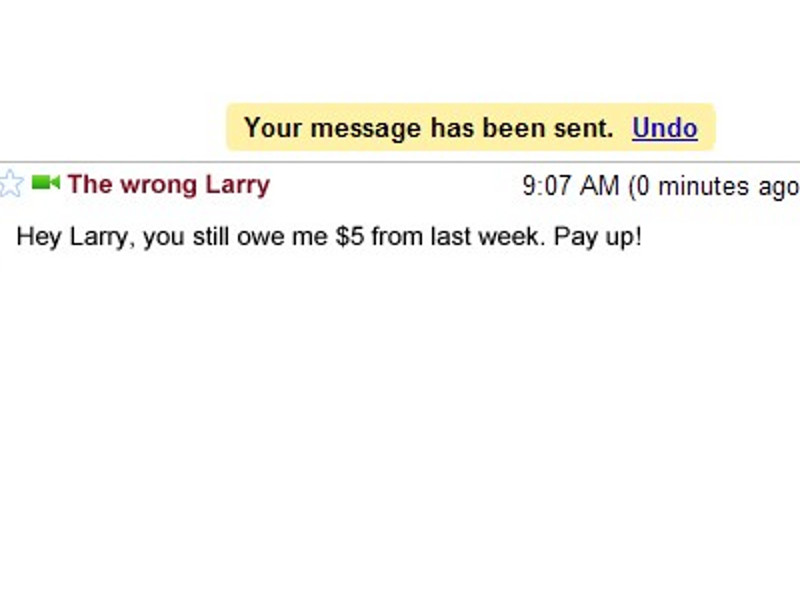 Your message has been sent. Undo
The wrong Larry 9:07 AM (0 minutes ago
Hey Larry, you still owe me $5 from last week. Pay up!